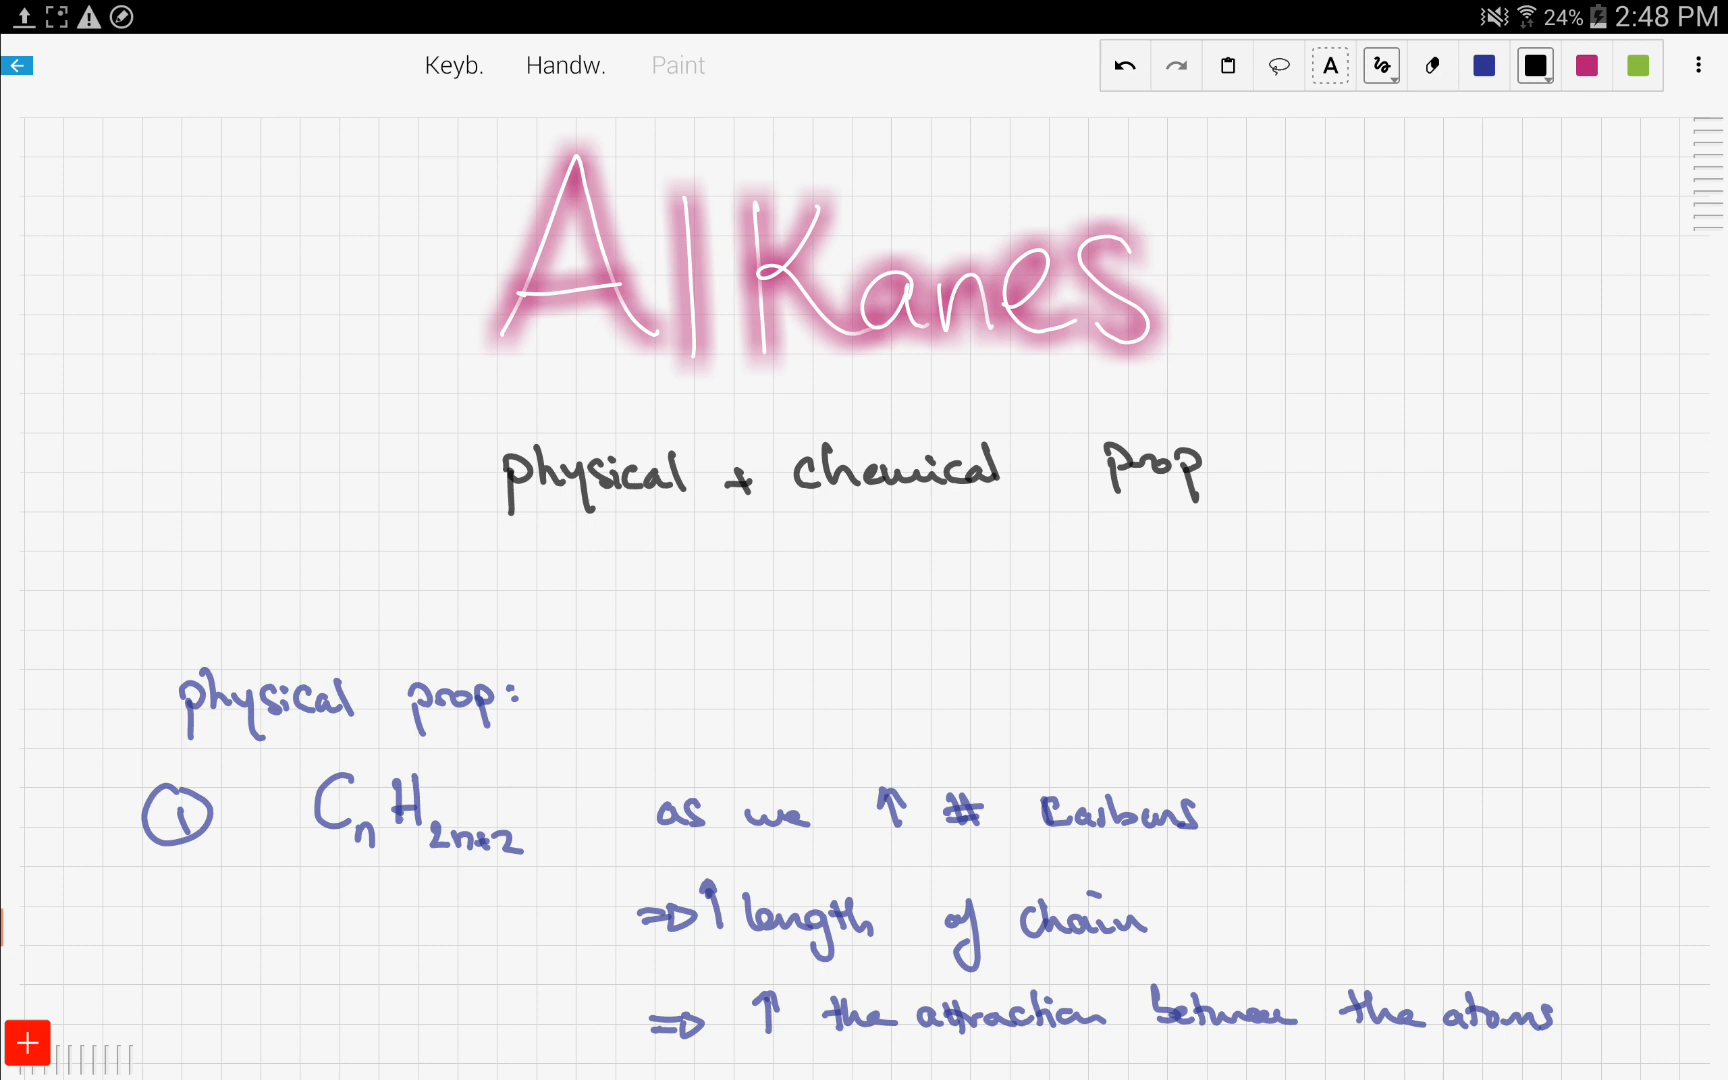 24% 2:48 PM
Keyb. Handw. Paint A
Alkanes
physical + chemical prop
physical prop:
① CnH2n+2 as we ↑ # Carbons
⇒ ↑ length of chain
⇒ ↑ the attraction between the atoms